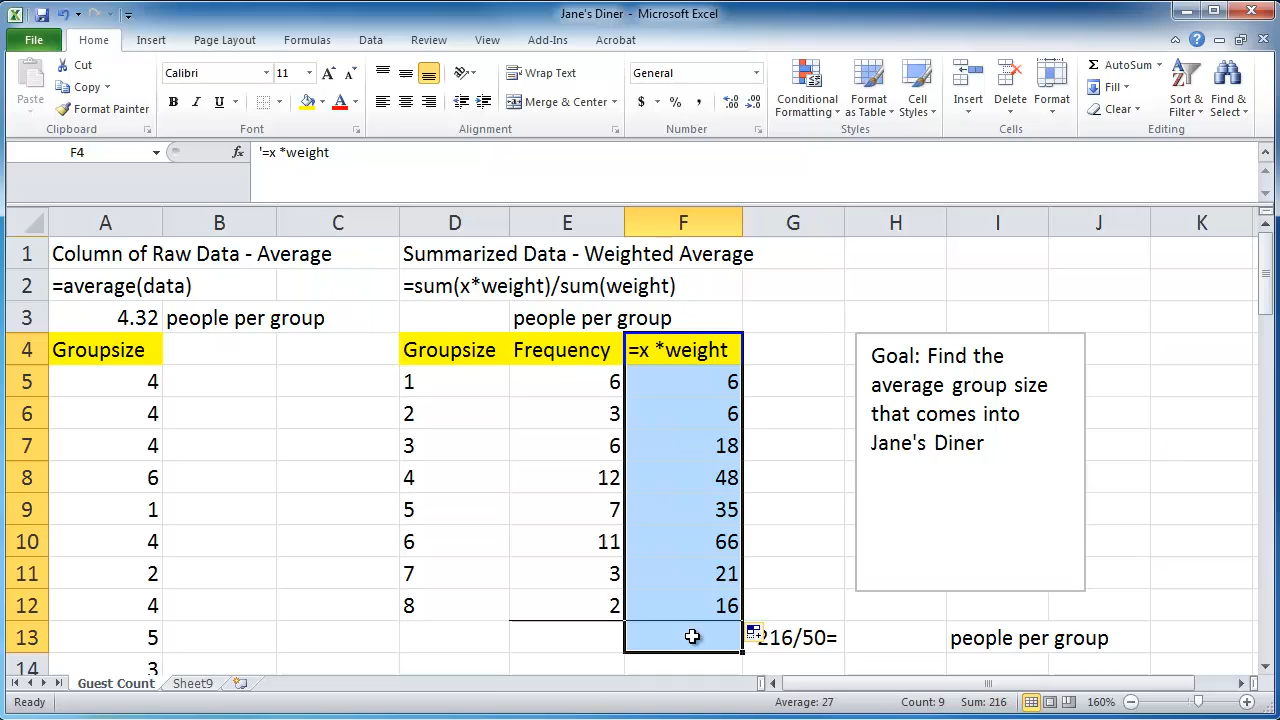 Jane's Diner - Microsoft Excel
File Home Insert Page Layout Formulas Data Review View Add-Ins Acrobat
Paste
Cut
Copy
Format Painter
Clipboard
Calibri 11
B I U
Font
Wrap Text
Merge & Center
Alignment
General
$ % ,
Number
Conditional Formatting
Format as Table
Cell Styles
Styles
Insert Delete Format
Cells
Σ AutoSum
Fill
Clear
Sort & Filter
Find & Select
Editing
F4 fx '=x *weight
A B C D E F G H I J K
1 Column of Raw Data - Average Summarized Data - Weighted Average
2 =average(data) =sum(x*weight)/sum(weight)
3 4.32 people per group people per group
4 Groupsize Groupsize Frequency =x *weight
5 4 1 6 6
6 4 2 3 6
7 4 3 6 18
8 6 4 12 48
9 1 5 7 35
10 4 6 11 66
11 2 7 3 21
12 4 8 2 16
13 5 216/50= people per group
14 3
Goal: Find the
average group size
that comes into
Jane's Diner
Guest Count Sheet9
Ready Average: 27 Count: 9 Sum: 216 160%